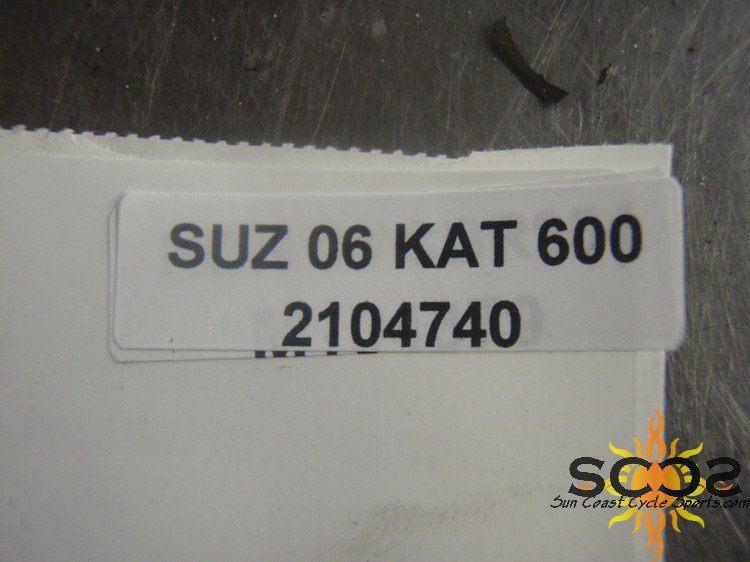 SUZ 06 KAT 600
2104740
SCCS
Sun Coast Cycle Sports.com